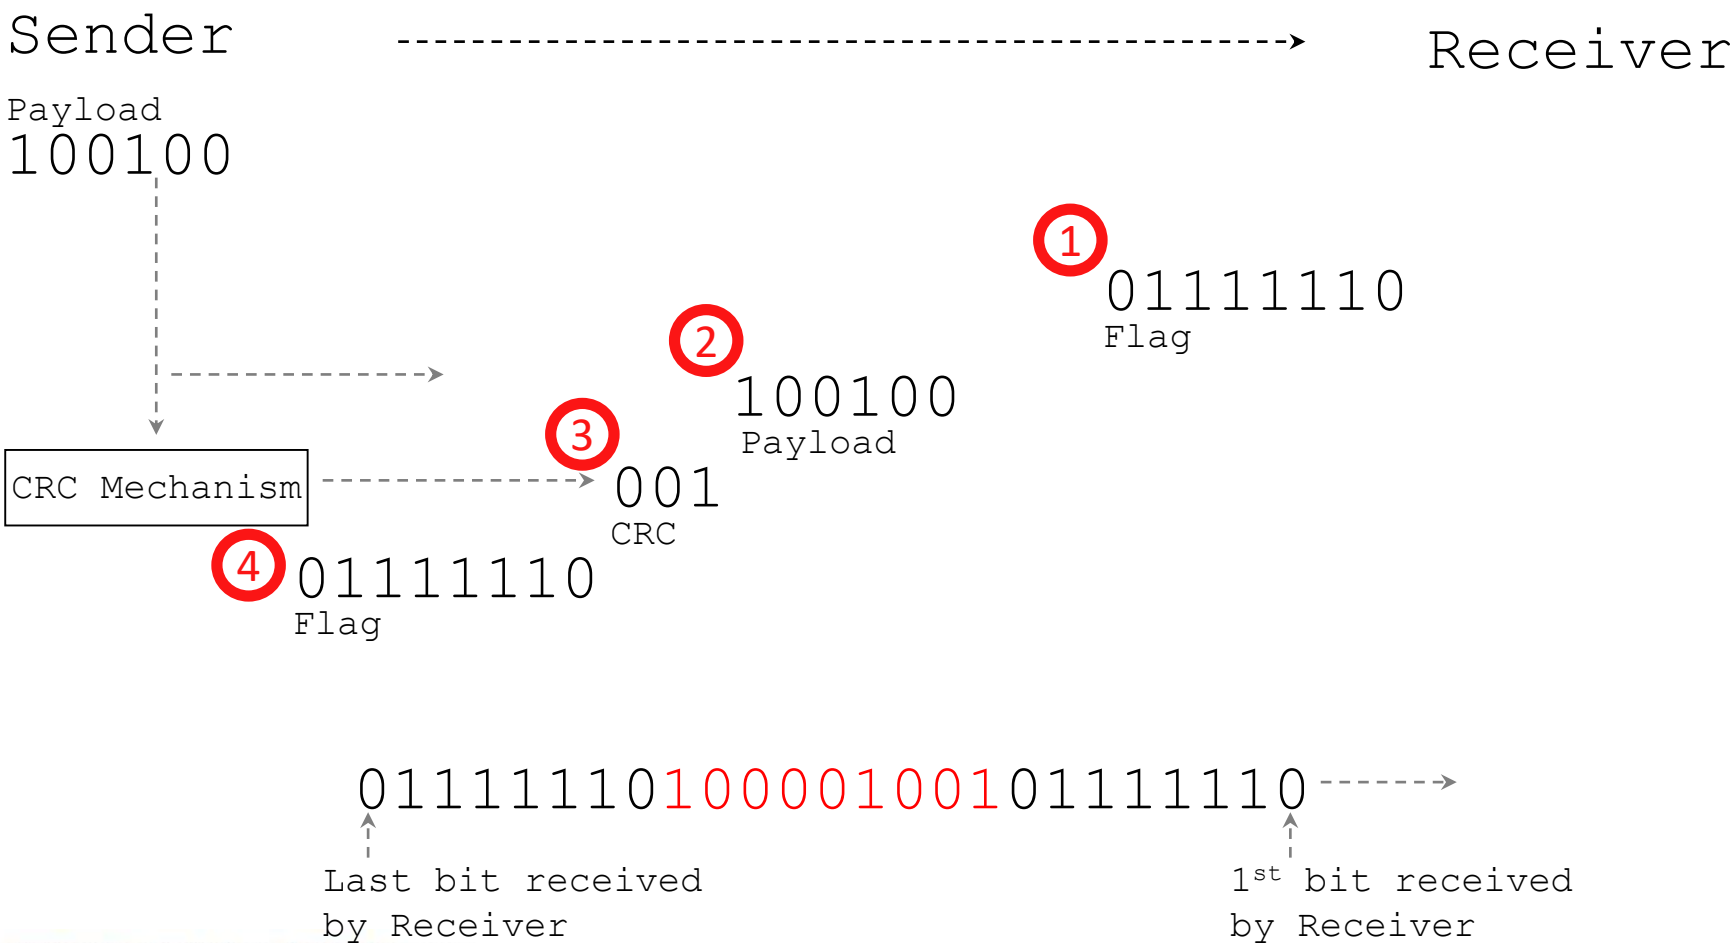 Sender
Receiver
Payload
100100
1
01111110
Flag
2
100100
Payload
3
001
CRC
CRC Mechanism
4
01111110
Flag
0111111010000100101111110
Last bit received
by Receiver
1st bit received
by Receiver